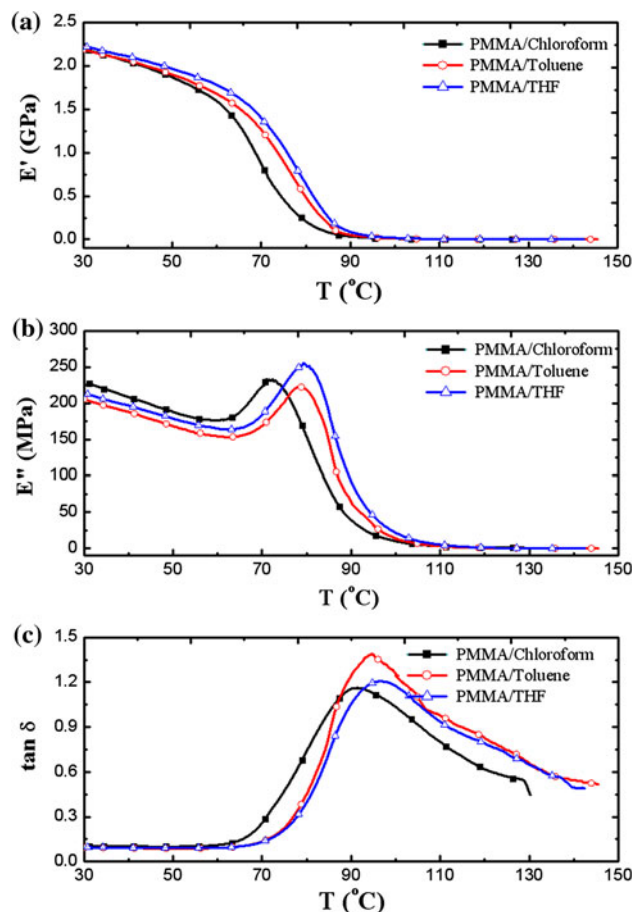 (a)
2.5
2.0
1.5
1.0
0.5
0.0
E' (GPa)
PMMA/Chloroform
PMMA/Toluene
PMMA/THF
30 50 70 90 110 130 150
T (°C)
(b)
300
250
200
150
100
50
0
E" (MPa)
PMMA/Chloroform
PMMA/Toluene
PMMA/THF
30 50 70 90 110 130 150
T (°C)
(c)
1.5
1.2
0.9
0.6
0.3
0.0
tan δ
PMMA/Chloroform
PMMA/Toluene
PMMA/THF
30 50 70 90 110 130 150
T (°C)